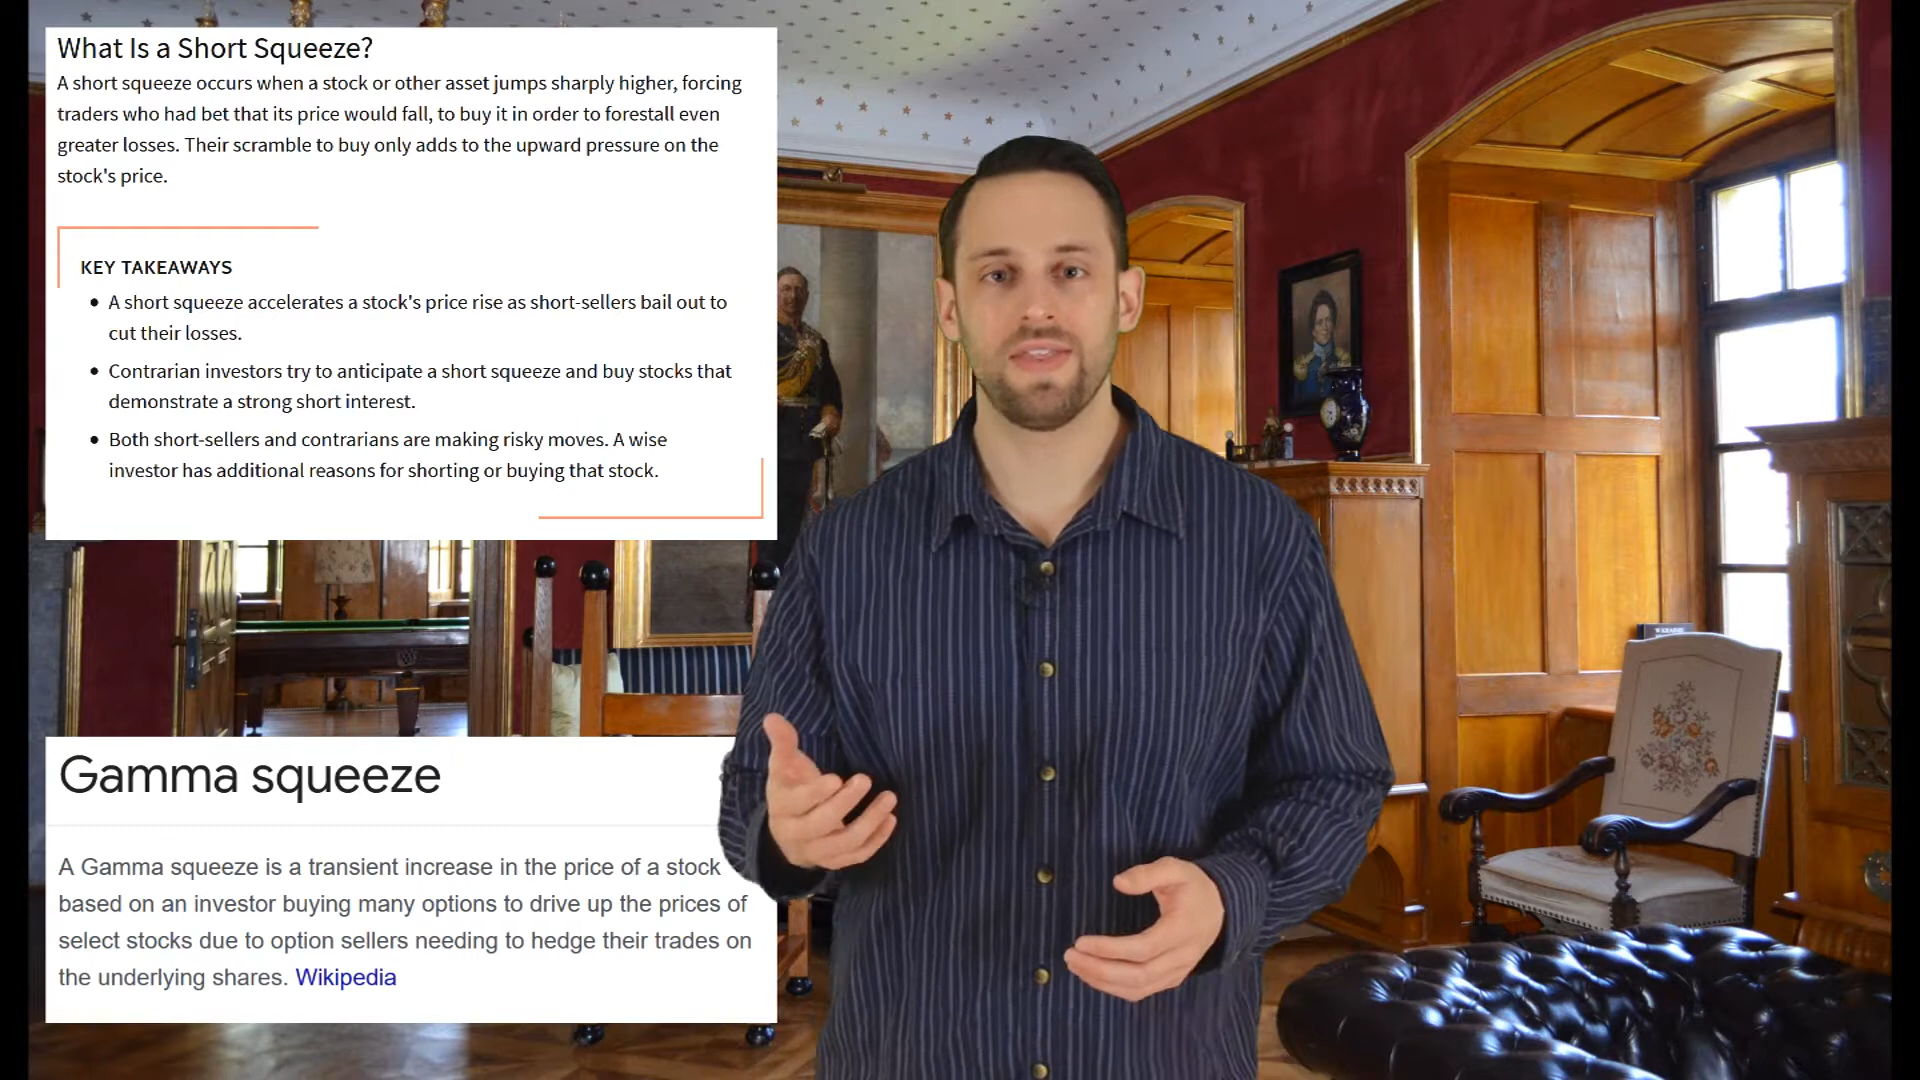 What Is a Short Squeeze?
A short squeeze occurs when a stock or other asset jumps sharply higher, forcing
traders who had bet that its price would fall, to buy it in order to forestall even
greater losses. Their scramble to buy only adds to the upward pressure on the
stock's price.
KEY TAKEAWAYS
• A short squeeze accelerates a stock's price rise as short-sellers bail out to
cut their losses.
• Contrarian investors try to anticipate a short squeeze and buy stocks that
demonstrate a strong short interest.
• Both short-sellers and contrarians are making risky moves. A wise
investor has additional reasons for shorting or buying that stock.
Gamma squeeze
A Gamma squeeze is a transient increase in the price of a stock
based on an investor buying many options to drive up the prices of
select stocks due to option sellers needing to hedge their trades on
the underlying shares. Wikipedia